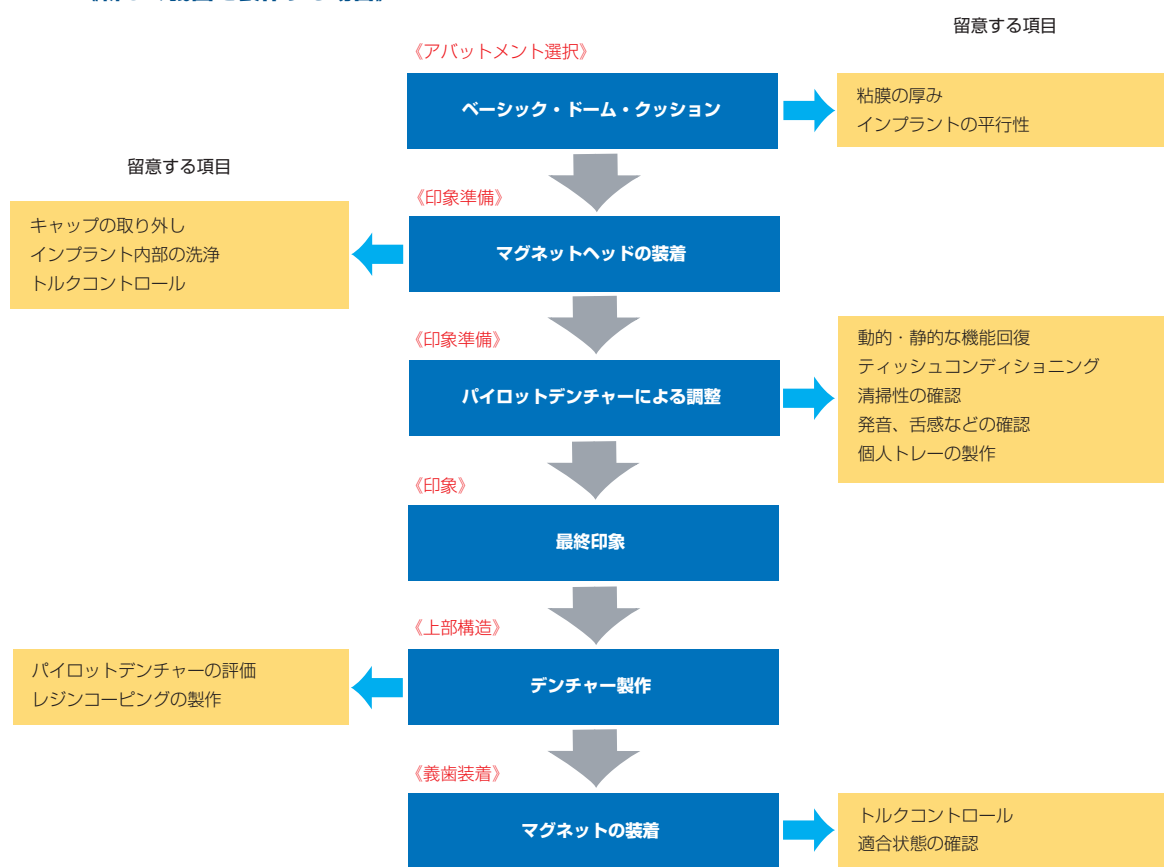 留意する項目
《アバットメント選択》
ベーシック・ドーム・クッション
粘膜の厚み
インプラントの平行性
留意する項目
《印象準備》
マグネットヘッドの装着
キャップの取り外し
インプラント内部の洗浄
トルクコントロール
《印象準備》
パイロットデンチャーによる調整
動的・静的な機能回復
ティッシュコンディショニング
清掃性の確認
発音、舌感などの確認
個人トレーの製作
《印象》
最終印象
《上部構造》
デンチャー製作
パイロットデンチャーの評価
レジンコーピングの製作
《義歯装着》
マグネットの装着
トルクコントロール
適合状態の確認